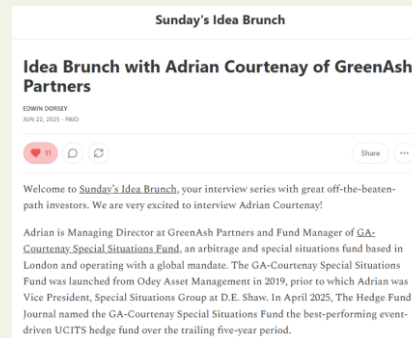 Sunday's Idea Brunch
Idea Brunch with Adrian Courtenay of GreenAsh
Partners
EDWIN DORSEY
JUN 22, 2025 · PAID
11
Share
Welcome to Sunday's Idea Brunch, your interview series with great off-the-beaten-
path investors. We are very excited to interview Adrian Courtenay!
Adrian is Managing Director at GreenAsh Partners and Fund Manager of GA-
Courtenay Special Situations Fund, an arbitrage and special situations fund based in
London and operating with a global mandate. The GA-Courtenay Special Situations
Fund was launched from Odey Asset Management in 2019, prior to which Adrian was
Vice President, Special Situations Group at D.E. Shaw. In April 2025, The Hedge Fund
Journal named the GA-Courtenay Special Situations Fund the best-performing event-
driven UCITS hedge fund over the trailing five-year period.